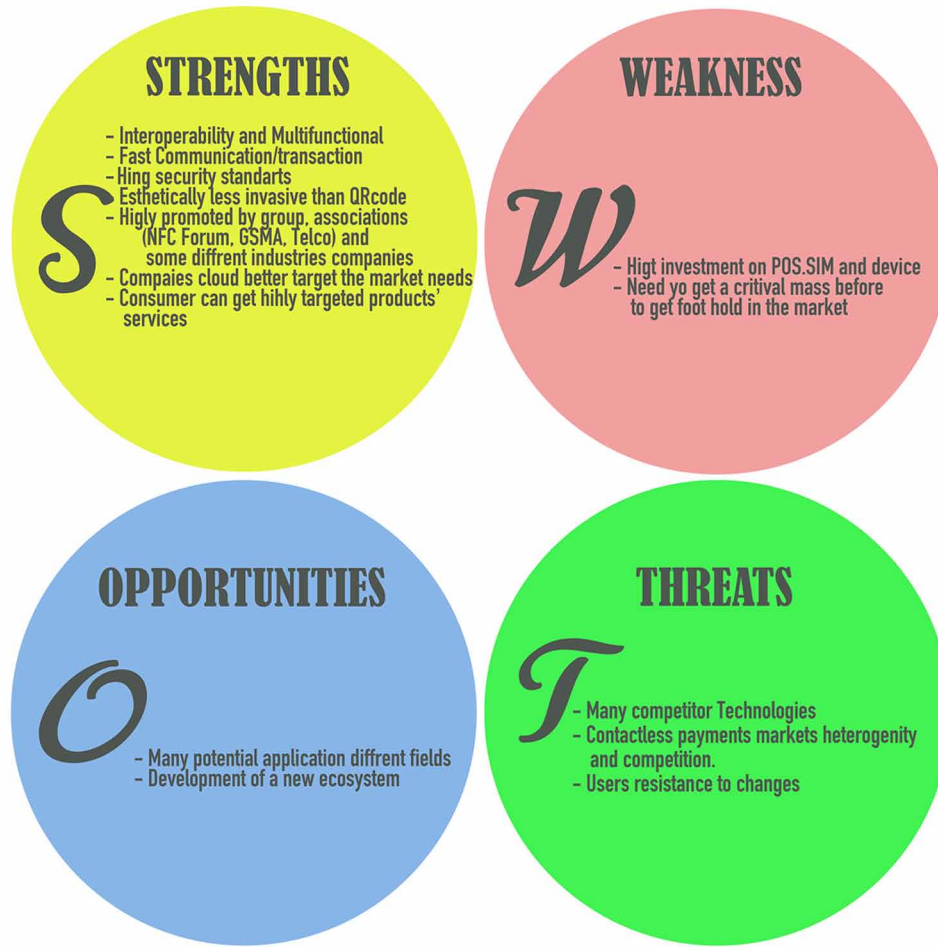 STRENGTHS
- Interoperability and Multifunctional
- Fast Communication/transaction
- Hing security standarts
Esthetically less invasive than QRcode
- Higly promoted by group, associations
(NFC Forum, GSMA, Telco) and
some diffrent industries companies
- Compaies cloud better target the market needs
- Consumer can get hihly targeted products'
services
S
WEAKNESS
W
- Higt investment on POS.SIM and device
- Need yo get a critival mass before
to get foot hold in the market
OPPORTUNITIES
O
- Many potential application diffrent fields
- Development of a new ecosystem
THREATS
T
- Many competitor Technologies
- Contactless payments markets heterogenity
and competition.
- Users resistance to changes